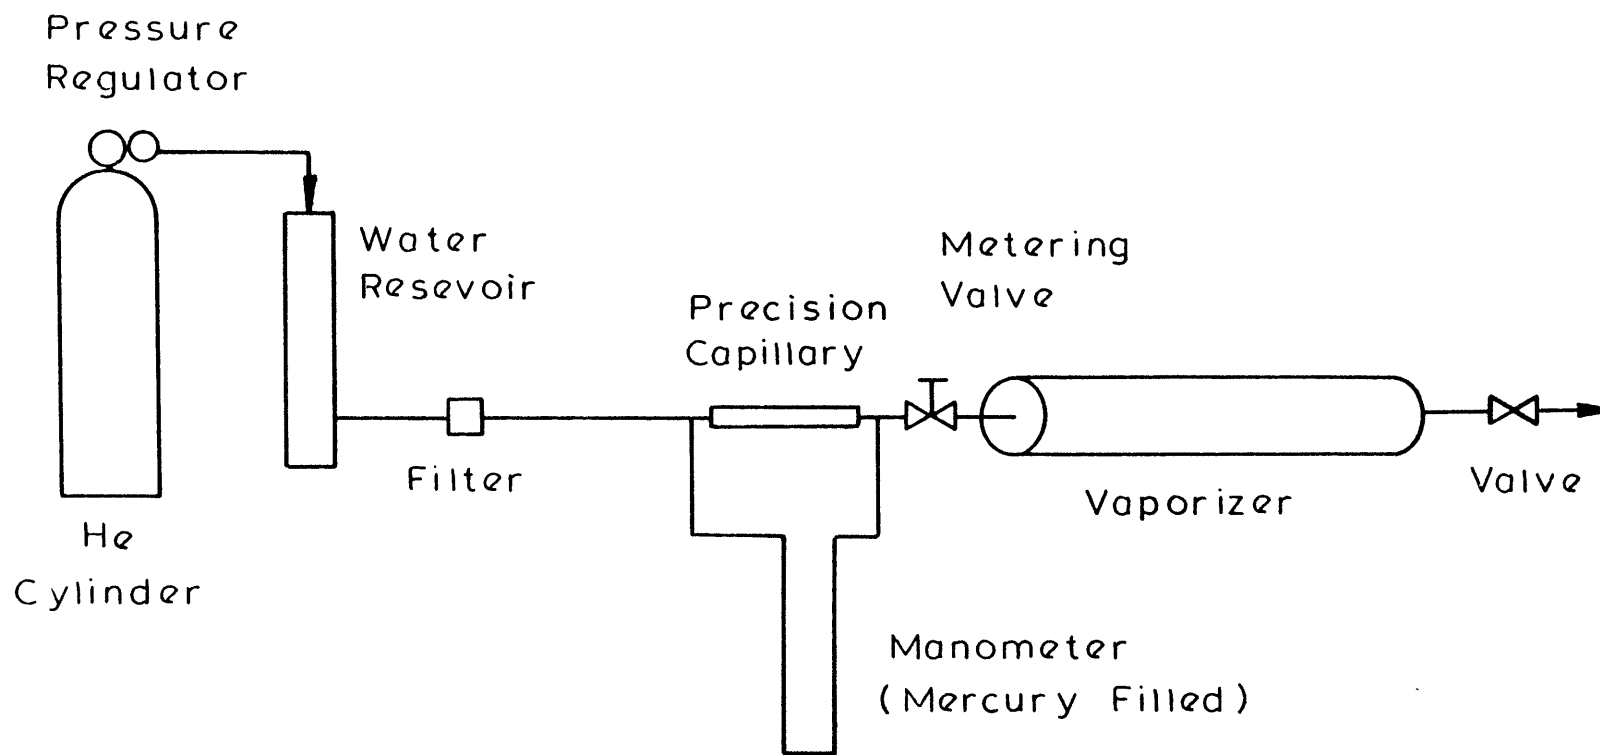 Pressure
Regulator
Water
Resevoir
Metering
Valve
Precision
Capillary
Filter
Vaporizer
Valve
He
Cylinder
Manometer
(Mercury Filled)